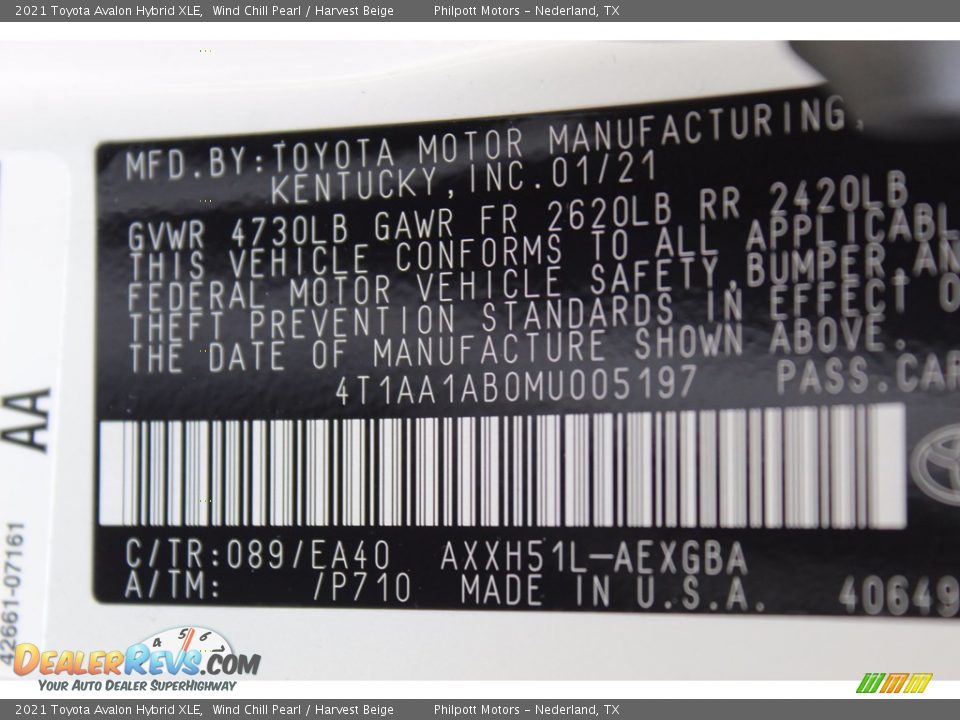 2021 Toyota Avalon Hybrid XLE, Wind Chill Pearl / Harvest Beige Philpott Motors - Nederland, TX
MFD.BY:TOYOTA MOTOR MANUFACTURING,
KENTUCKY,INC.01/21
GVWR 4730LB GAWR FR 2620LB RR 2420LB
THIS VEHICLE CONFORMS TO ALL APPLICABL
FEDERAL MOTOR VEHICLE SAFETY,BUMPER,AN
THEFT PREVENTION STANDARDS IN EFFECT O
THE DATE OF MANUFACTURE SHOWN ABOVE.
4T1AA1AB0MU005197 PASS.CAR
C/TR:089/EA40 AXXH51L-AEXGBA
A/TM: /P710 MADE IN U.S.A. 40649
AA
42661-07161
4 5 6
DealerRevs.com
Your Auto Dealer SuperHighway
2021 Toyota Avalon Hybrid XLE, Wind Chill Pearl / Harvest Beige Philpott Motors - Nederland, TX